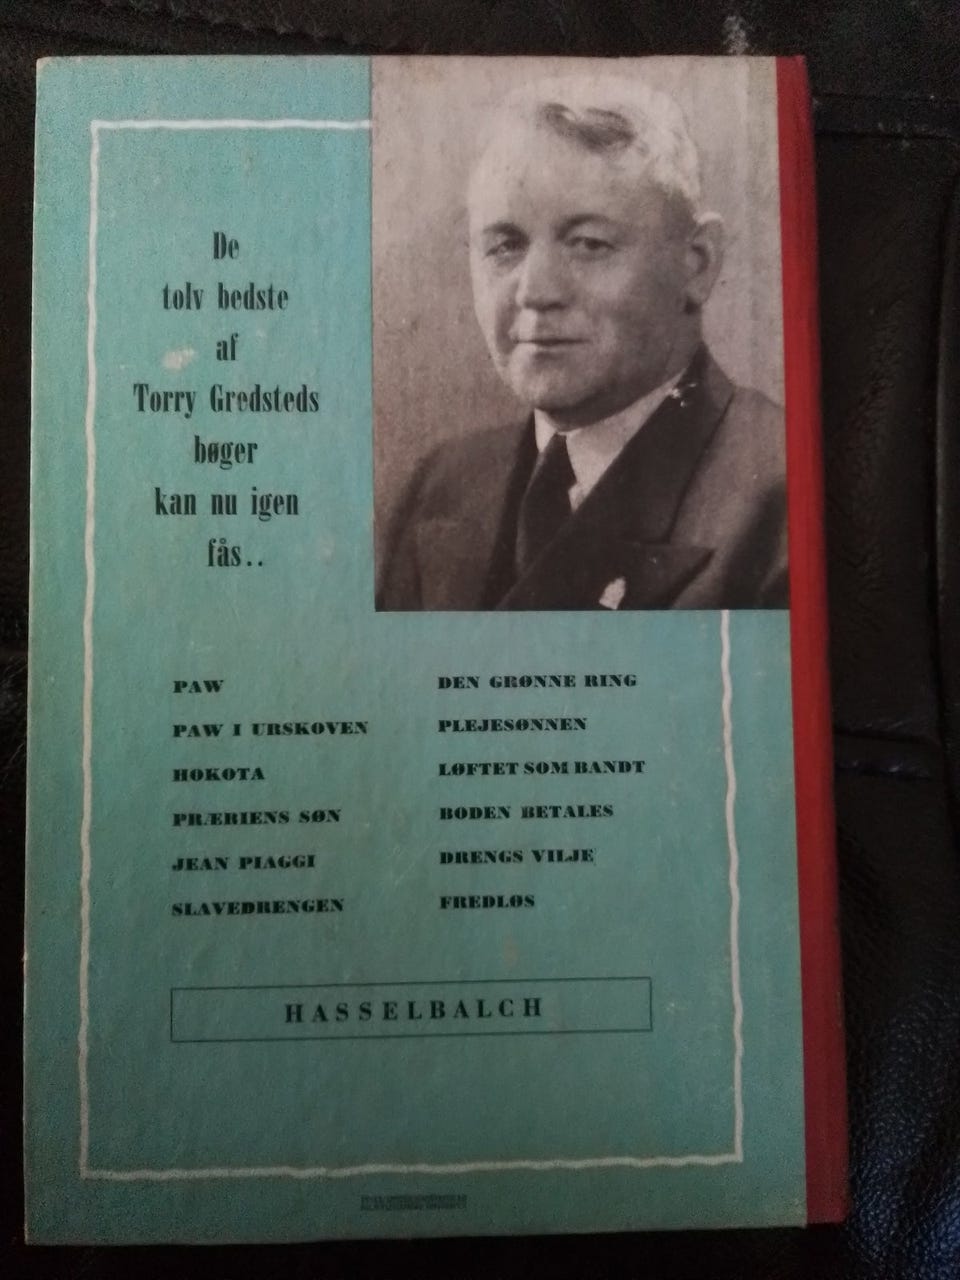 De
tolv bedste
af
Torry Gredsteds
bøger
kan nu igen
fås..
PAW
PAW I URSKOVEN
HOKOTA
PRÆRIENS SØN
JEAN PIAGGI
SLAVEDRENGEN
DEN GRØNNE RING
PLEJESØNNEN
LØFTET SOM BANDT
BODEN BETALES
DRENGS VILJE
FREDLØS
HASSELBALCH